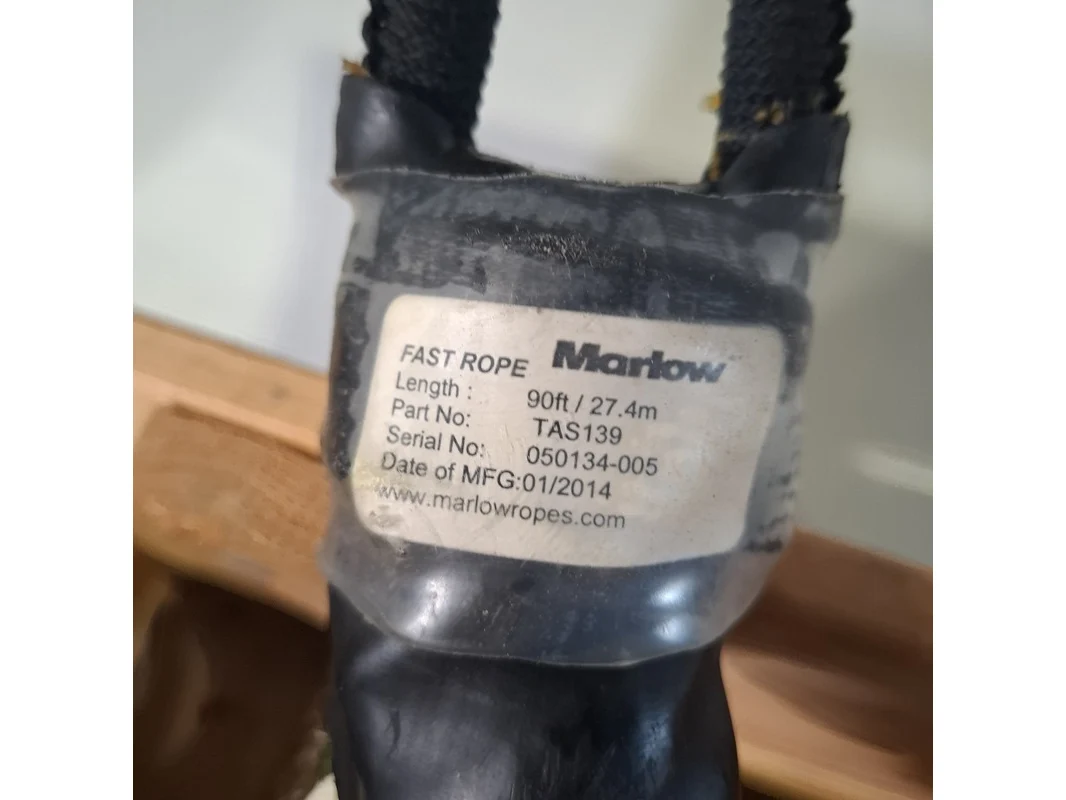 FAST ROPE Marlow
Length : 90ft / 27.4m
Part No: TAS139
Serial No: 050134-005
Date of MFG:01/2014
www.marlowropes.com